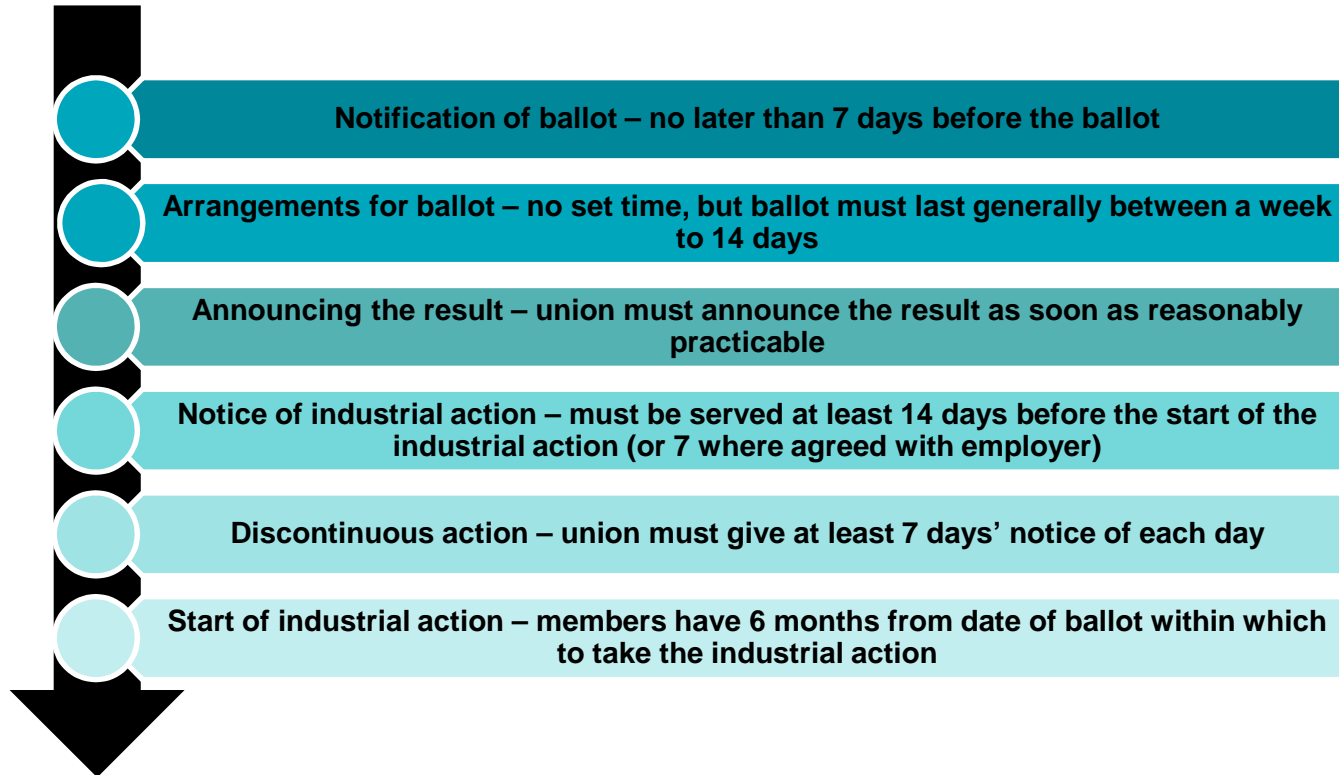 Notification of ballot – no later than 7 days before the ballot
Arrangements for ballot – no set time, but ballot must last generally between a week
to 14 days
Announcing the result – union must announce the result as soon as reasonably
practicable
Notice of industrial action – must be served at least 14 days before the start of the
industrial action (or 7 where agreed with employer)
Discontinuous action – union must give at least 7 days’ notice of each day
Start of industrial action – members have 6 months from date of ballot within which
to take the industrial action